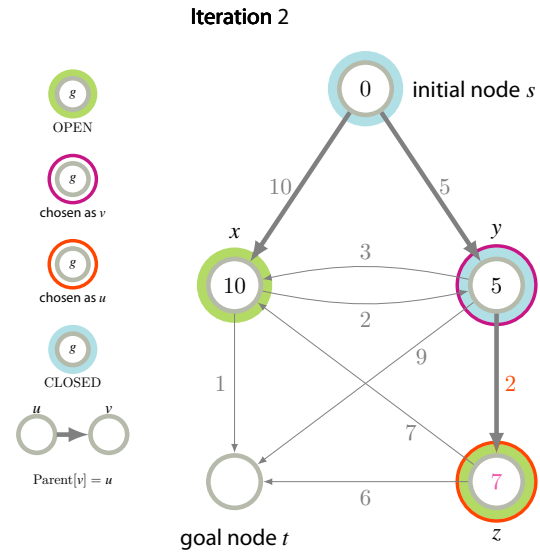 Iteration 2
g
OPEN
g
chosen as v
g
chosen as u
g
CLOSED
u v
Parent[v] = u
0
initial node s
10
5
x
y
3
10
5
2
9
1
2
7
7
6
goal node t
z